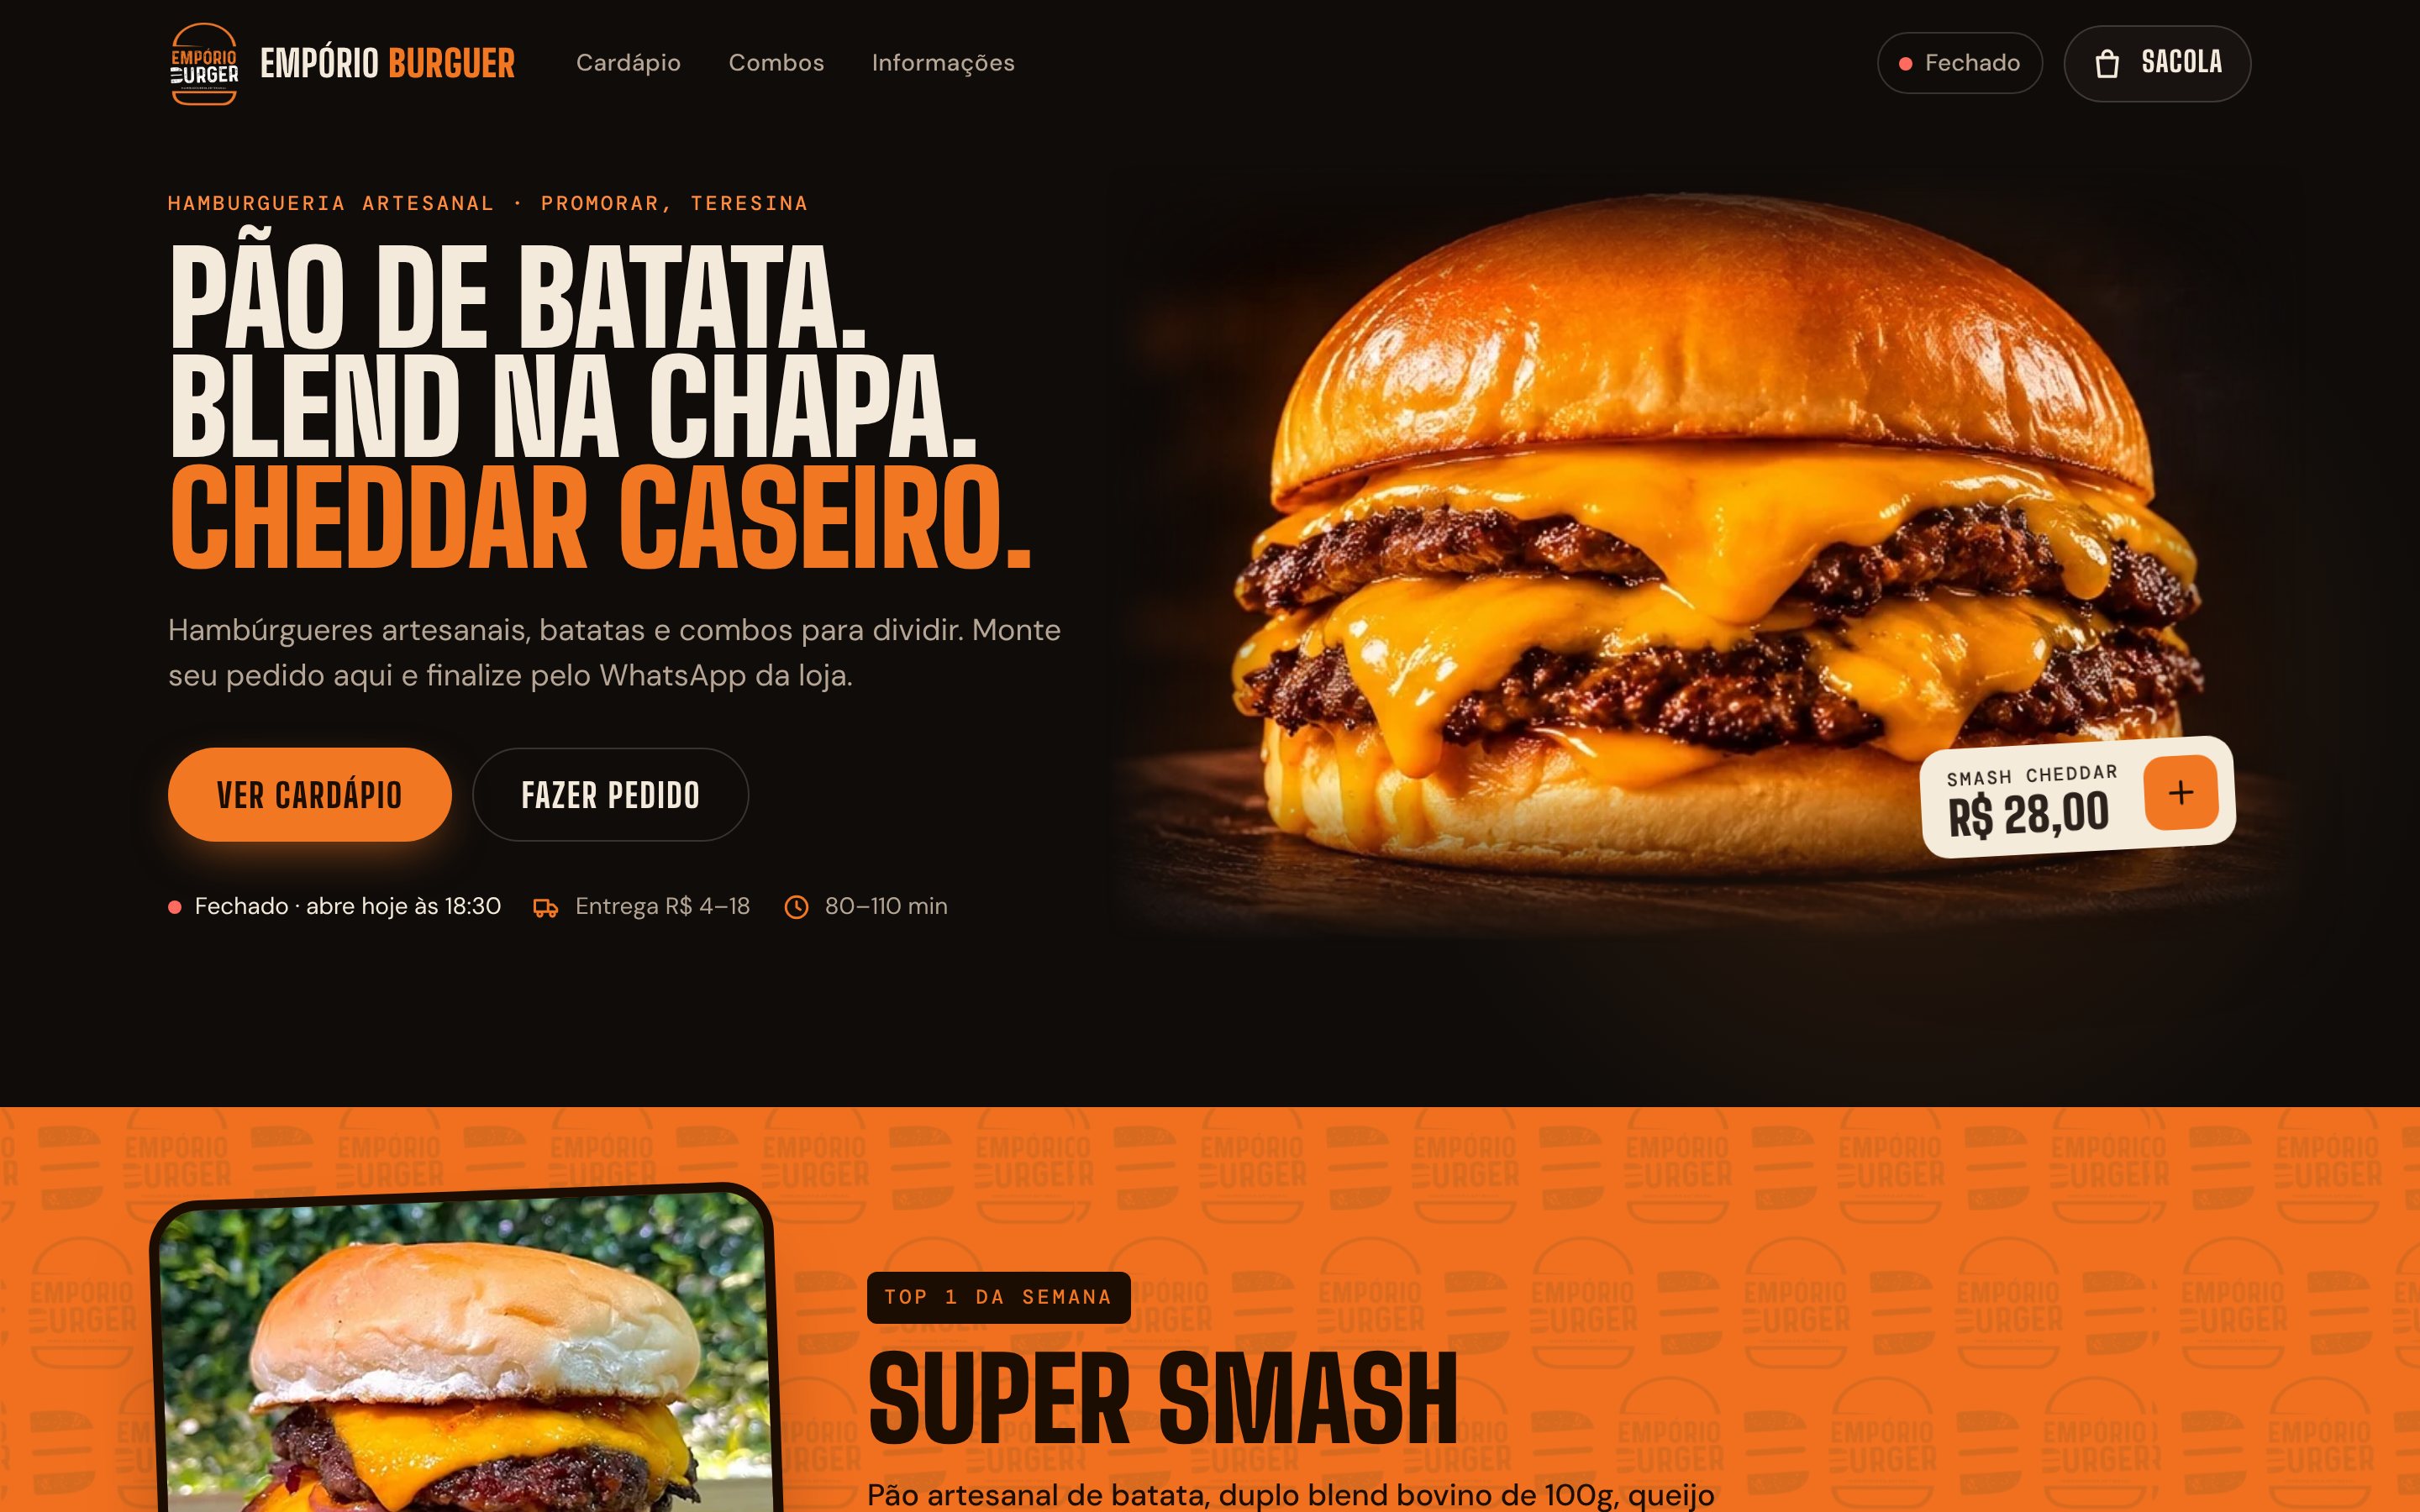 EMPÓRIO
BURGER
EMPÓRIO BURGUER
Cardápio
Combos
Informações
Fechado
SACOLA
HAMBURGUERIA ARTESANAL · PROMORAR, TERESINA
PÃO DE BATATA.
BLEND NA CHAPA.
CHEDDAR CASEIRO.
Hambúrgueres artesanais, batatas e combos para dividir. Monte
seu pedido aqui e finalize pelo WhatsApp da loja.
VER CARDÁPIO
FAZER PEDIDO
Fechado · abre hoje às 18:30
Entrega R$ 4–18
80–110 min
SMASH CHEDDAR
R$ 28,00
TOP 1 DA SEMANA
SUPER SMASH
Pão artesanal de batata, duplo blend bovino de 100g, queijo